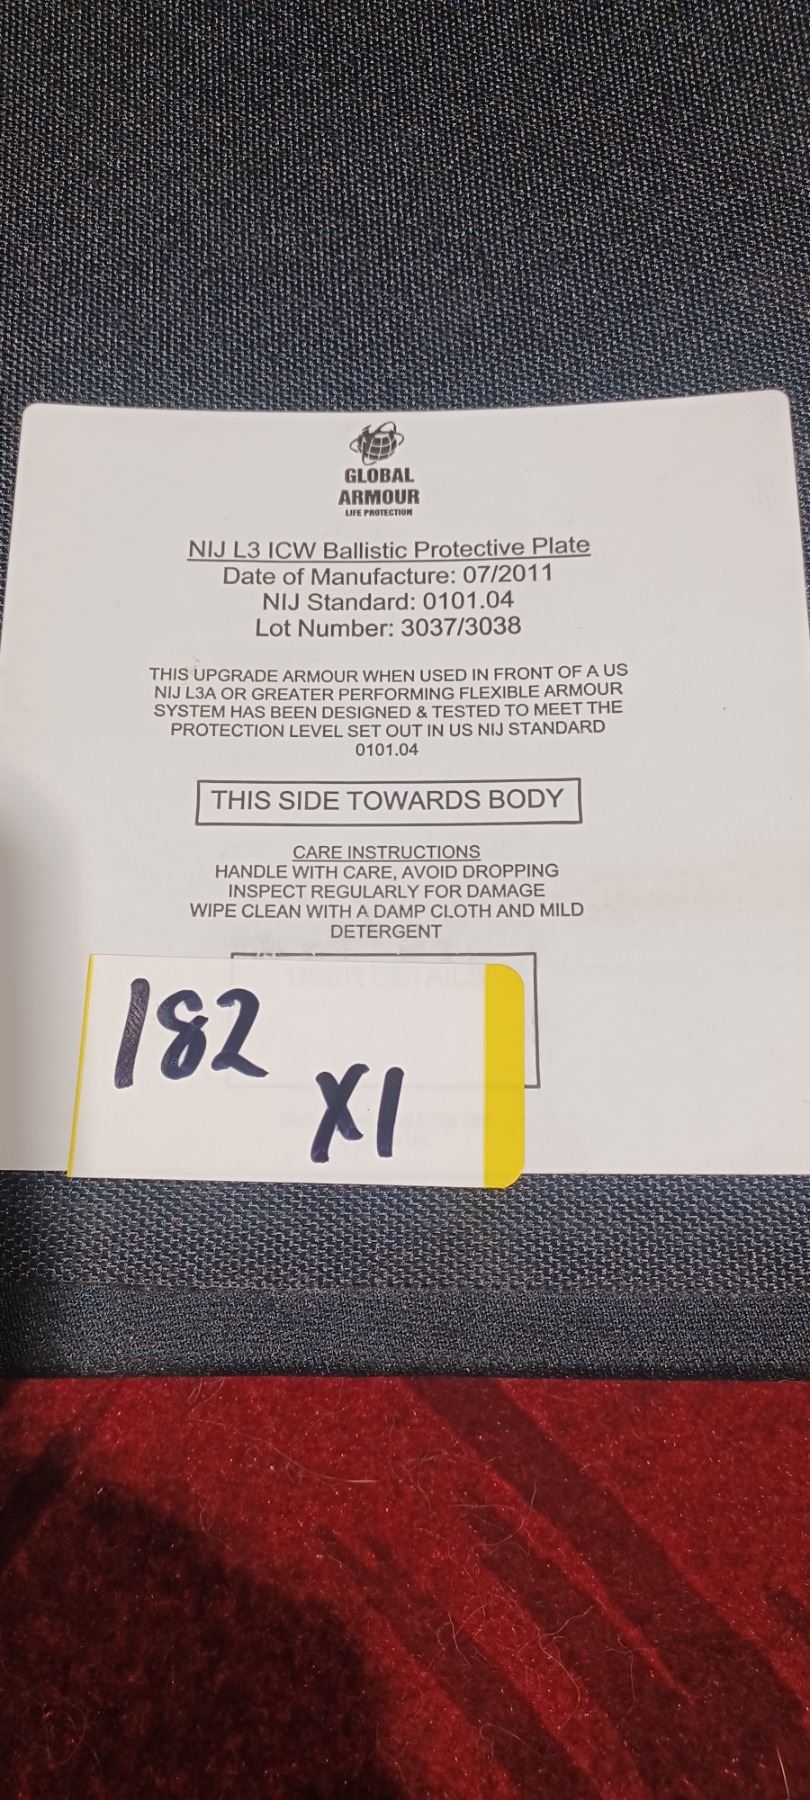 GLOBAL
ARMOUR
LIFE PROTECTION
NIJ L3 ICW Ballistic Protective Plate
Date of Manufacture: 07/2011
NIJ Standard: 0101.04
Lot Number: 3037/3038
THIS UPGRADE ARMOUR WHEN USED IN FRONT OF A US
NIJ L3A OR GREATER PERFORMING FLEXIBLE ARMOUR
SYSTEM HAS BEEN DESIGNED & TESTED TO MEET THE
PROTECTION LEVEL SET OUT IN US NIJ STANDARD
0101.04
THIS SIDE TOWARDS BODY
CARE INSTRUCTIONS
HANDLE WITH CARE, AVOID DROPPING
INSPECT REGULARLY FOR DAMAGE
WIPE CLEAN WITH A DAMP CLOTH AND MILD
DETERGENT
USER DETAILS
182
X1